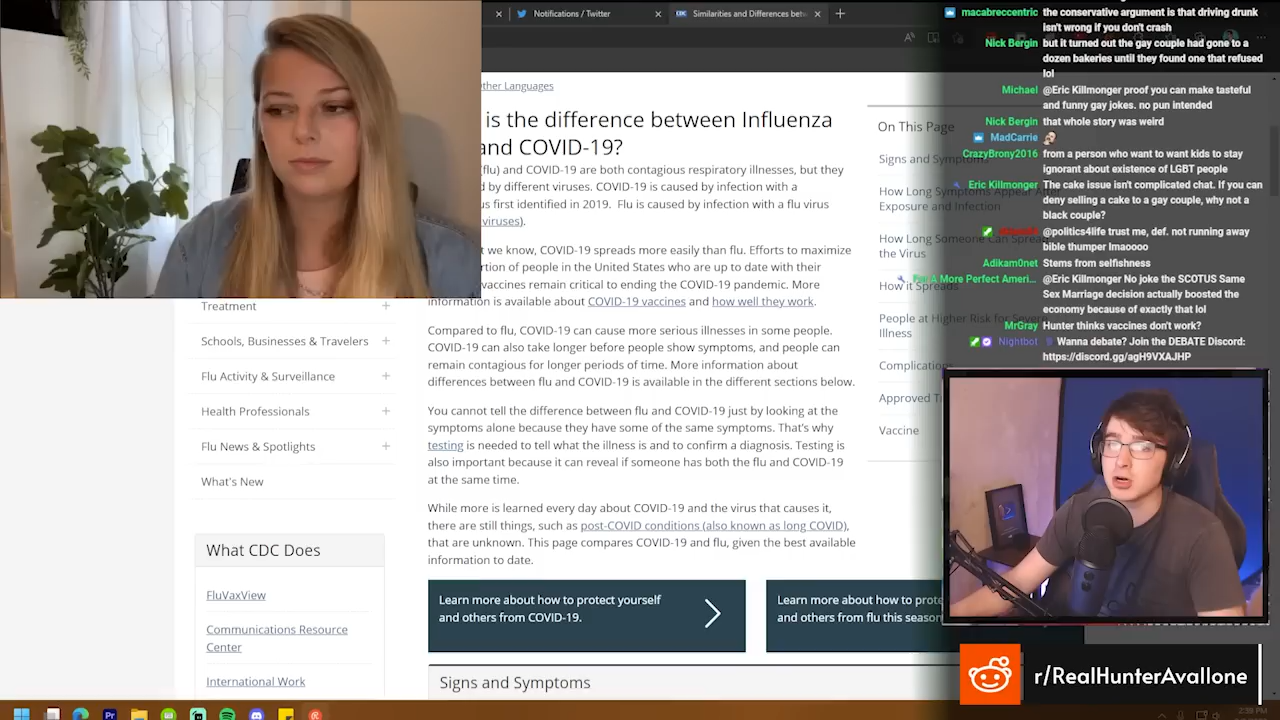 Notifications / Twitter
Similarities and Differences betw
Other Languages
is the difference between Influenza
and COVID-19?
(flu) and COVID-19 are both contagious respiratory illnesses, but they
d by different viruses. COVID-19 is caused by infection with a
us first identified in 2019. Flu is caused by infection with a flu virus
viruses).
t we know, COVID-19 spreads more easily than flu. Efforts to maximize
rtion of people in the United States who are up to date with their
vaccines remain critical to ending the COVID-19 pandemic. More
information is available about COVID-19 vaccines and how well they work.
Compared to flu, COVID-19 can cause more serious illnesses in some people.
COVID-19 can also take longer before people show symptoms, and people can
remain contagious for longer periods of time. More information about
differences between flu and COVID-19 is available in the different sections below.
You cannot tell the difference between flu and COVID-19 just by looking at the
symptoms alone because they have some of the same symptoms. That's why
testing is needed to tell what the illness is and to confirm a diagnosis. Testing is
also important because it can reveal if someone has both the flu and COVID-19
at the same time.
While more is learned every day about COVID-19 and the virus that causes it,
there are still things, such as post-COVID conditions (also known as long COVID),
that are unknown. This page compares COVID-19 and flu, given the best available
information to date.
Learn more about how to protect yourself
and others from COVID-19.
Learn more about how to prote
and others from flu this season
Signs and Symptoms
Treatment
Schools, Businesses & Travelers
Flu Activity & Surveillance
Health Professionals
Flu News & Spotlights
What's New
What CDC Does
FluVaxView
Communications Resource
Center
International Work
On This Page
Signs and Symptoms
How Long Symptoms Appear After
Exposure and Infection
How Long Someone Can Spread
the Virus
How it Spreads
People at Higher Risk for Severe
Illness
Complication
Approved T
Vaccine
macabreccentric the conservative argument is that driving drunk
isn't wrong if you don't crash
Nick Bergin but it turned out the gay couple had gone to a
dozen bakeries until they found one that refused
lol
Michael @Eric Killmonger proof you can make tasteful
and funny gay jokes. no pun intended
Nick Bergin that whole story was weird
MadCarrie
CrazyBrony2016 from a person who want to want kids to stay
ignorant about existence of LGBT people
Eric Killmonger The cake issue isn't complicated chat. If you can
deny selling a cake to a gay couple, why not a
black couple?
@politics4life trust me, def. not running away
bible thumper lmaoooo
Adikam0net Stems from selfishness
For A More Perfect Ameri... @Eric Killmonger No joke the SCOTUS Same
Sex Marriage decision actually boosted the
economy because of exactly that lol
MrGray Hunter thinks vaccines don't work?
Nightbot Wanna debate? Join the DEBATE Discord:
https://discord.gg/agH9VXAJHP
r/RealHunterAvallone
2:39 PM